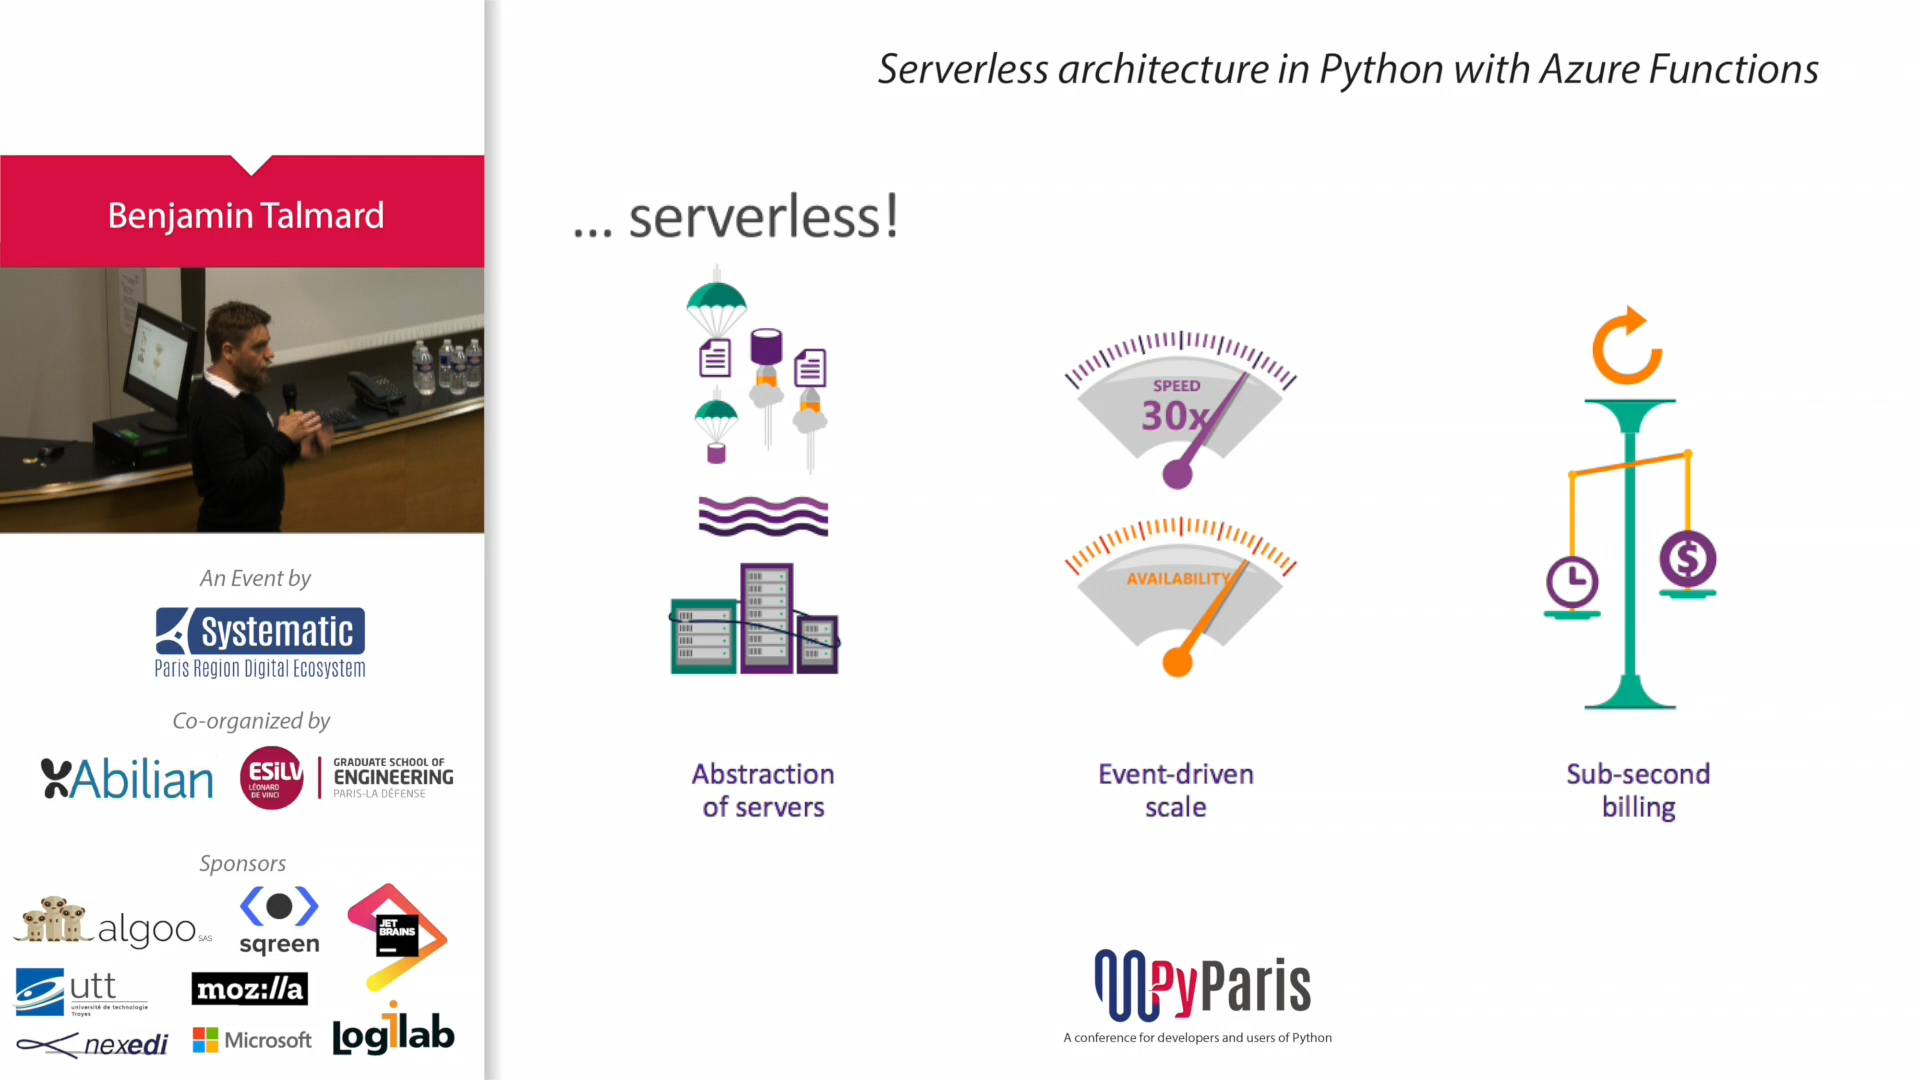 Serverless architecture in Python with Azure Functions
Benjamin Talmard
... serverless!
SPEED
30x
AVAILABILITY
$
Abstraction
of servers
Event-driven
scale
Sub-second
billing
An Event by
Systematic
Paris Region Digital Ecosystem
Co-organized by
Abilian
ESILV
LÉONARD
DE VINCI
GRADUATE SCHOOL OF
ENGINEERING
PARIS-LA DÉFENSE
Sponsors
algoo SAS
sqreen
JET
BRAINS
utt
université de technologie
Troyes
moz://a
nexedi
Microsoft
logilab
PyParis
A conference for developers and users of Python